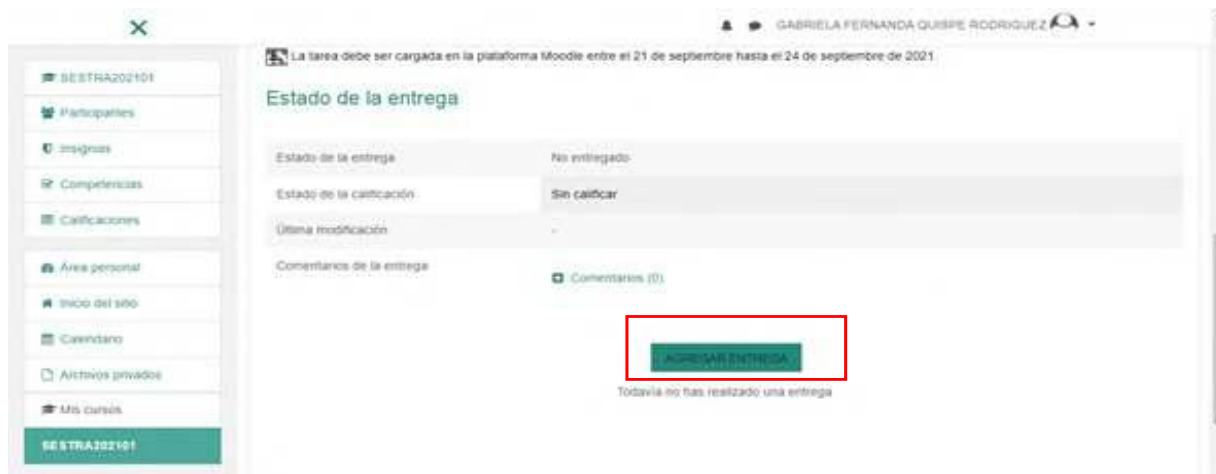 GABRIELA FERNANDA QUISPE RODRIGUEZ
La tarea debe ser cargada en la plataforma Moodle entre el 21 de septiembre hasta el 24 de septiembre de 2021
SESTRA202101
Participantes
Insignias
Competencias
Calificaciones
Área personal
Inicio del sitio
Calendario
Archivos privados
Mis cursos
SESTRA202101
Estado de la entrega
Estado de la entrega No entregado
Estado de la calificación Sin calificar
Última modificación -
Comentarios de la entrega Comentarios (0)
AGREGAR ENTREGA
Todavía no has realizado una entrega